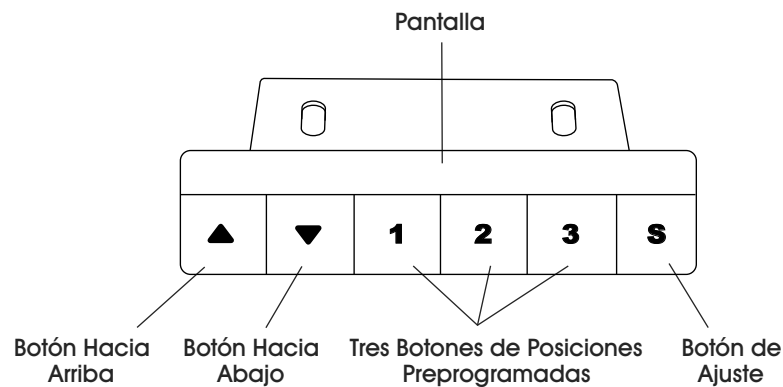 Pantalla
▲ ▼ 1 2 3 S
Botón Hacia
Arriba
Botón Hacia
Abajo
Tres Botones de Posiciones
Preprogramadas
Botón de
Ajuste